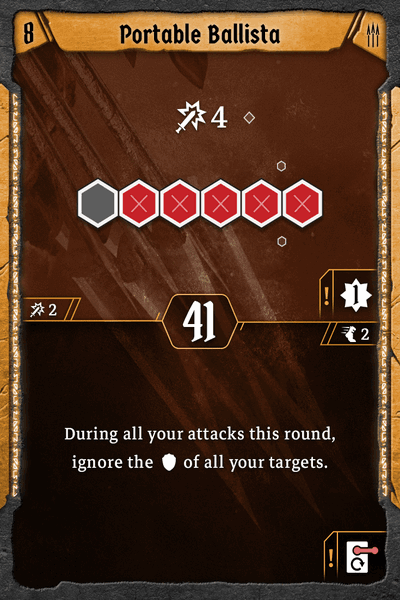 8
Portable Ballista
4
! 1
2
41
2
During all your attacks this round,
ignore the of all your targets.
!